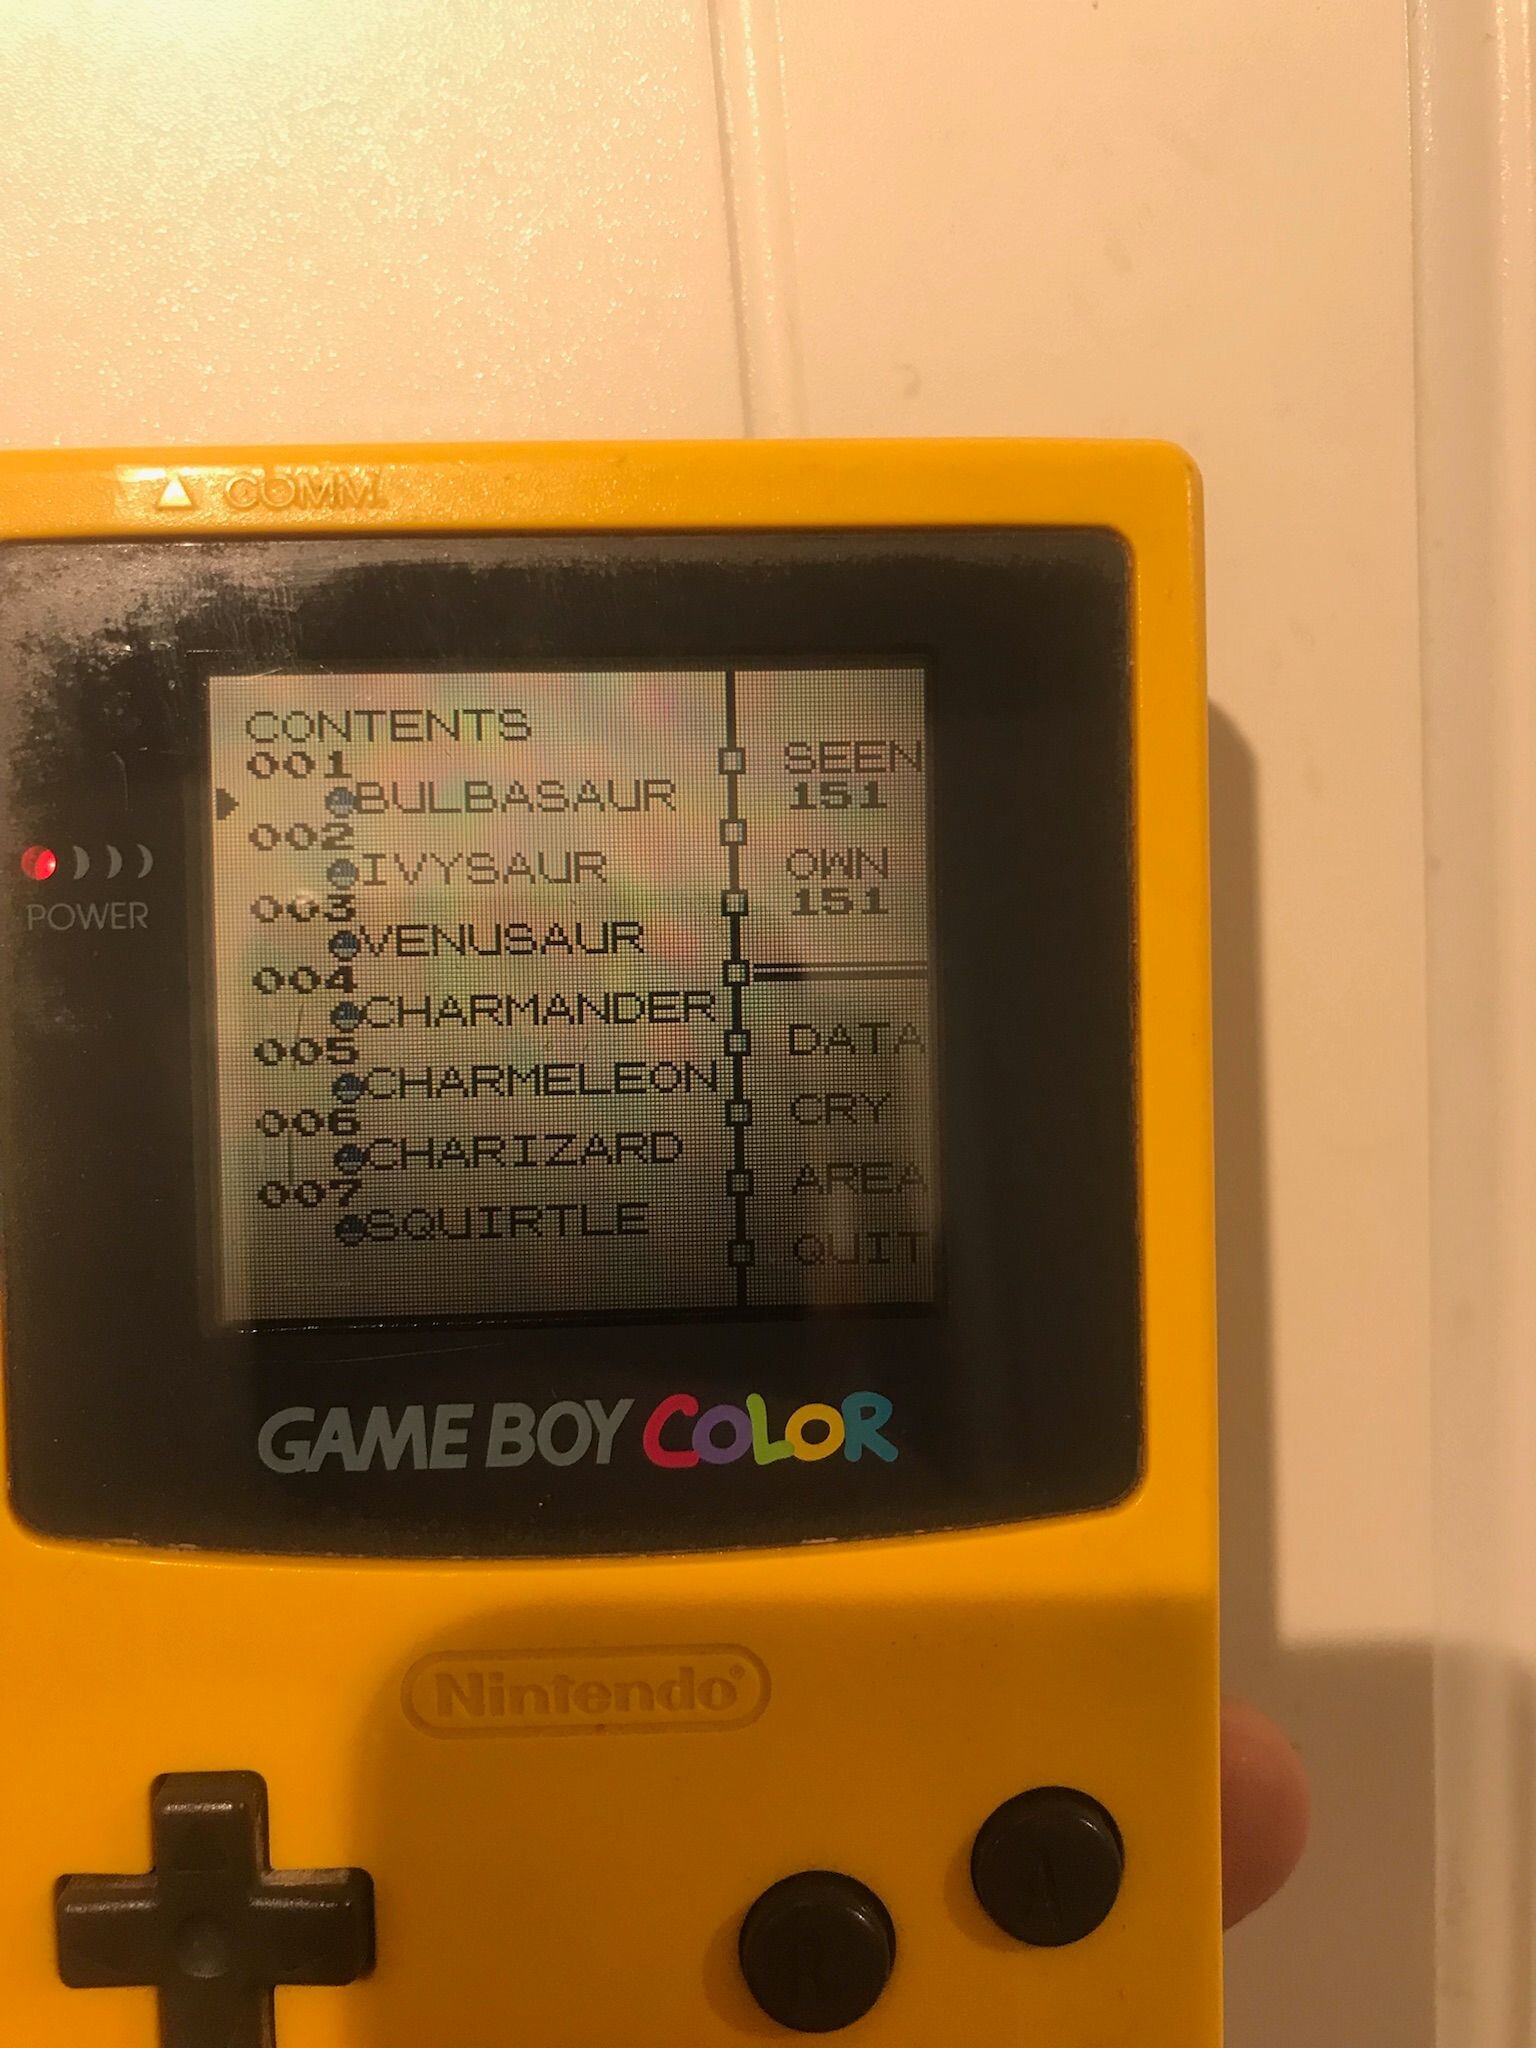 COMM.
CONTENTS
001
BULBASAUR
002
IVYSAUR
003
VENUSAUR
004
CHARMANDER
005
CHARMELEON
006
CHARIZARD
007
SQUIRTLE
SEEN
151
OWN
151
DATA
CRY
AREA
QUIT
POWER
GAME BOY COLOR
Nintendo®
A